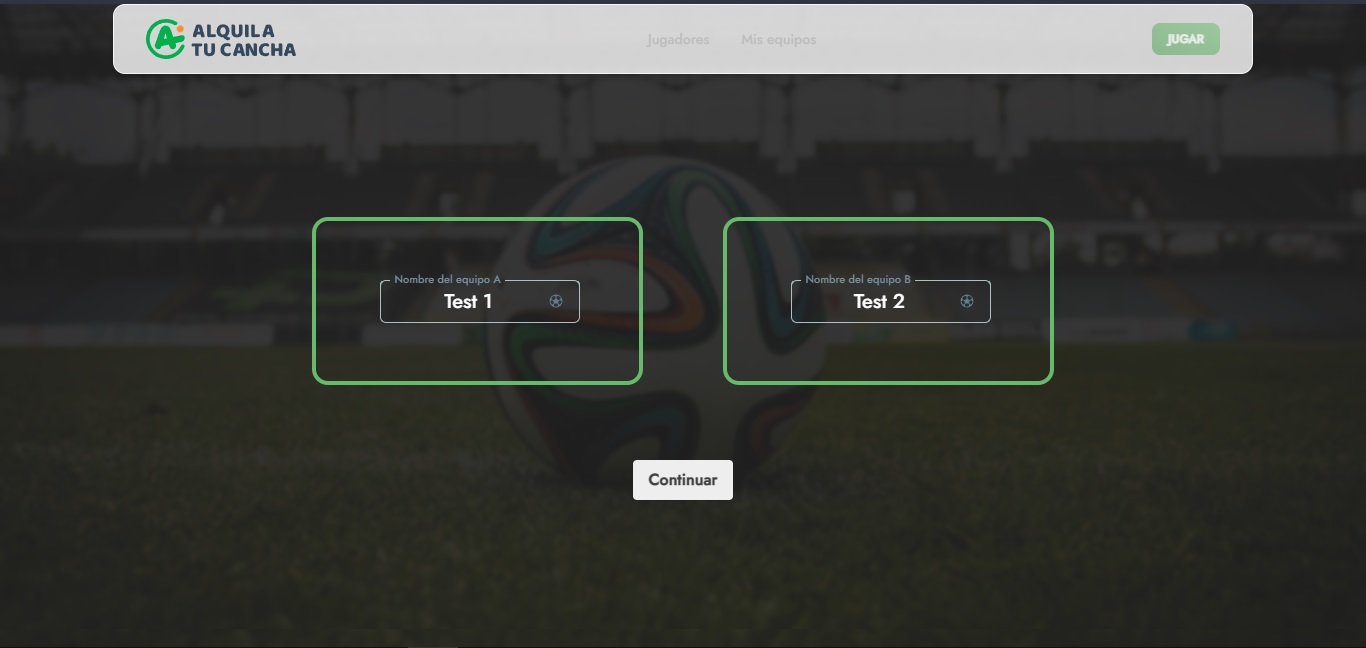 ALQUILA
TU CANCHA
Jugadores
Mis equipos
JUGAR
Nombre del equipo A
Test 1
Nombre del equipo B
Test 2
Continuar